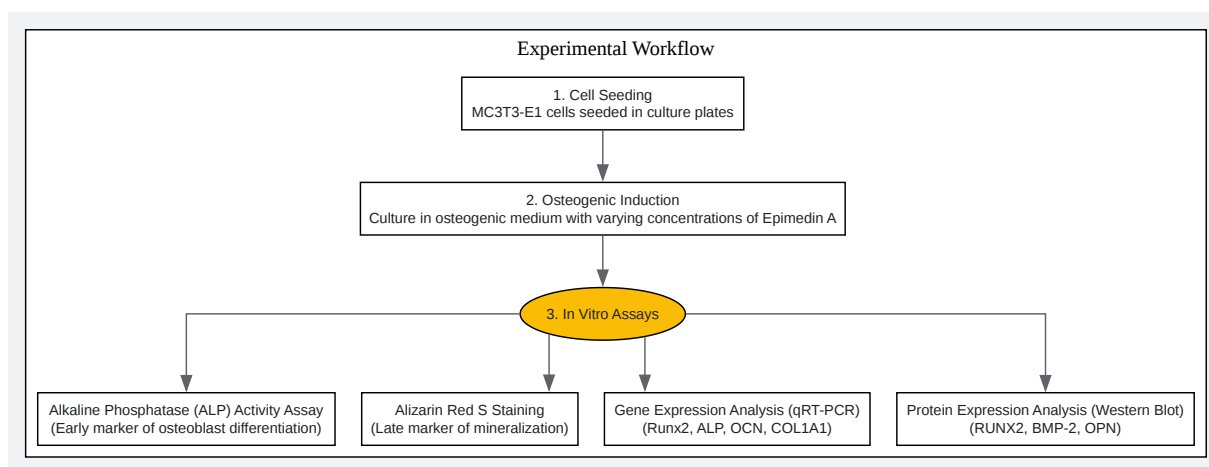 Experimental Workflow
1. Cell Seeding
MC3T3-E1 cells seeded in culture plates
2. Osteogenic Induction
Culture in osteogenic medium with varying concentrations of Epimedin A
3. In Vitro Assays
Alkaline Phosphatase (ALP) Activity Assay
(Early marker of osteoblast differentiation)
Alizarin Red S Staining
(Late marker of mineralization)
Gene Expression Analysis (qRT-PCR)
(Runx2, ALP, OCN, COL1A1)
Protein Expression Analysis (Western Blot)
(RUNX2, BMP-2, OPN)